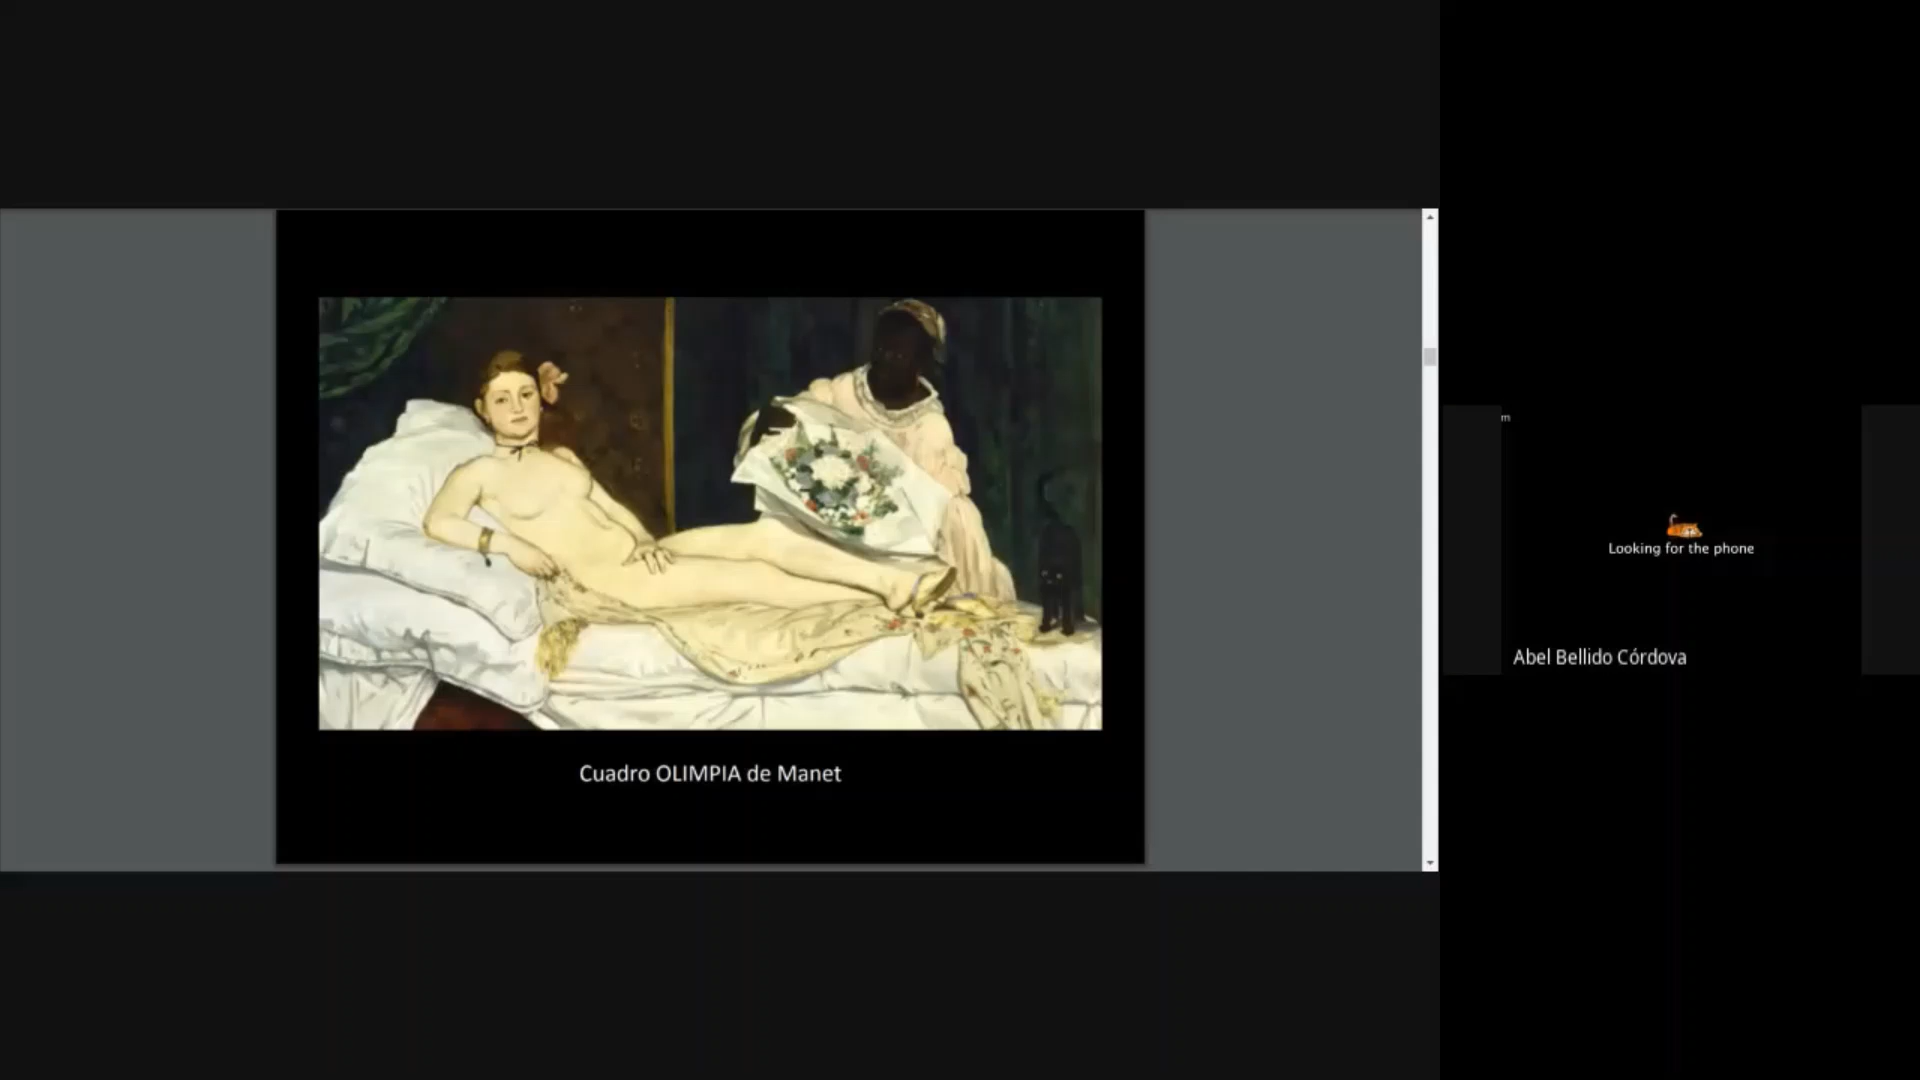 Cuadro OLIMPIA de Manet
m
Looking for the phone
Abel Bellido Córdova